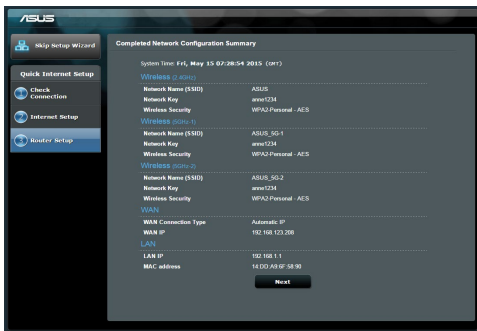 ASUS
Skip Setup Wizard
Completed Network Configuration Summary
System Time: Fri, May 15 07:28:54 2015 (GMT)
Quick Internet Setup
1 Check Connection
2 Internet Setup
3 Router Setup
Wireless (2.4GHz)
Network Name (SSID) ASUS
Network Key anne1234
Wireless Security WPA2-Personal - AES
Wireless (5GHz-1)
Network Name (SSID) ASUS_5G-1
Network Key anne1234
Wireless Security WPA2-Personal - AES
Wireless (5GHz-2)
Network Name (SSID) ASUS_5G-2
Network Key anne1234
Wireless Security WPA2-Personal - AES
WAN
WAN Connection Type Automatic IP
WAN IP 192.168.123.208
LAN
LAN IP 192.168.1.1
MAC address 14:DD:A9:6F:58:90
Next